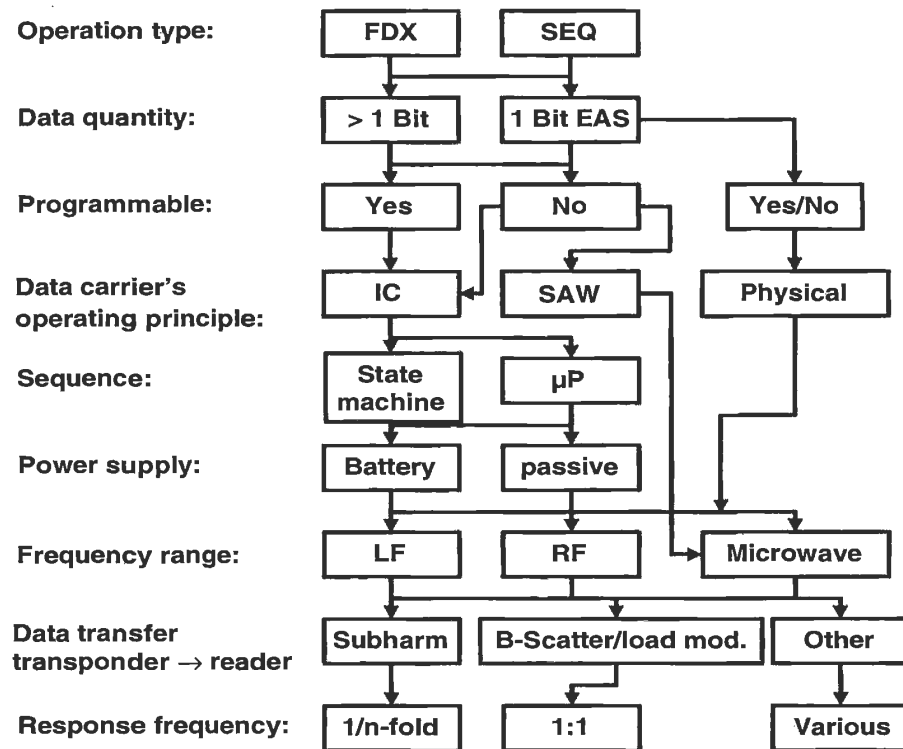 Operation type: FDX SEQ
Data quantity: > 1 Bit 1 Bit EAS
Programmable: Yes No Yes/No
Data carrier's
operating principle: IC SAW Physical
Sequence: State
machine µP
Power supply: Battery passive
Frequency range: LF RF Microwave
Data transfer
transponder → reader Subharm B-Scatter/load mod. Other
Response frequency: 1/n-fold 1:1 Various